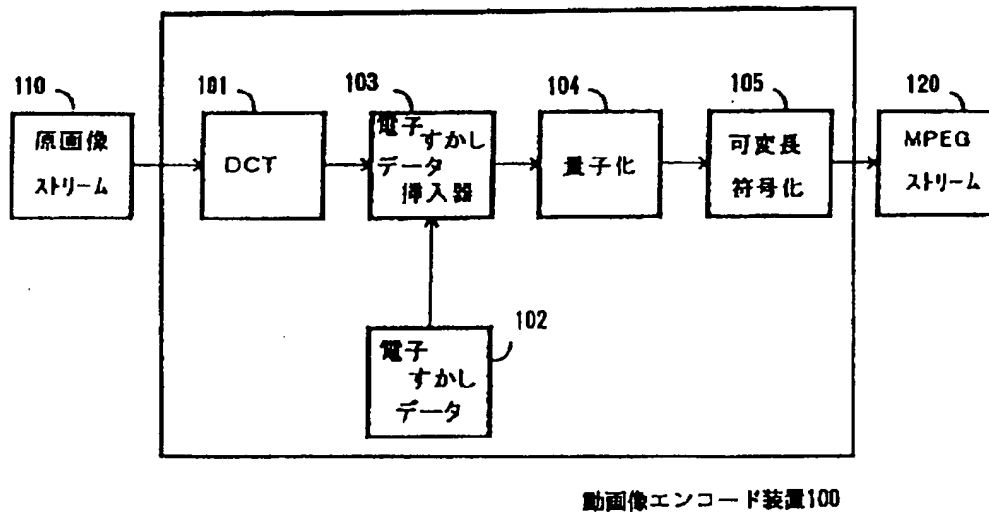 110
原画像
ストリーム
101
DCT
103
電子
すかし
データ
挿入器
104
量子化
105
可変長
符号化
120
MPEG
ストリーム
102
電子
すかし
データ
動画像エンコード装置100